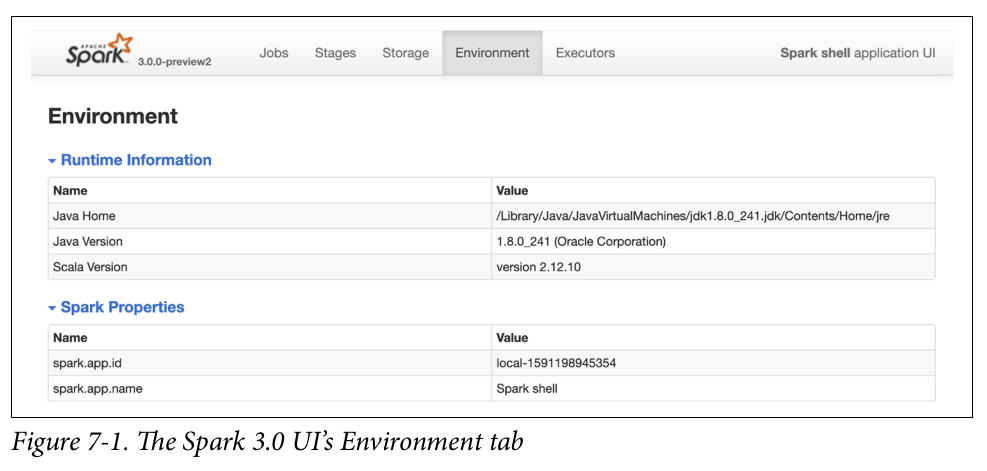 APACHE Spark 3.0.0-preview2 Jobs Stages Storage Environment Executors Spark shell application UI
Environment
Runtime Information
Name Value
Java Home /Library/Java/JavaVirtualMachines/jdk1.8.0_241.jdk/Contents/Home/jre
Java Version 1.8.0_241 (Oracle Corporation)
Scala Version version 2.12.10
Spark Properties
Name Value
spark.app.id local-1591198945354
spark.app.name Spark shell
Figure 7-1. The Spark 3.0 UI’s Environment tab